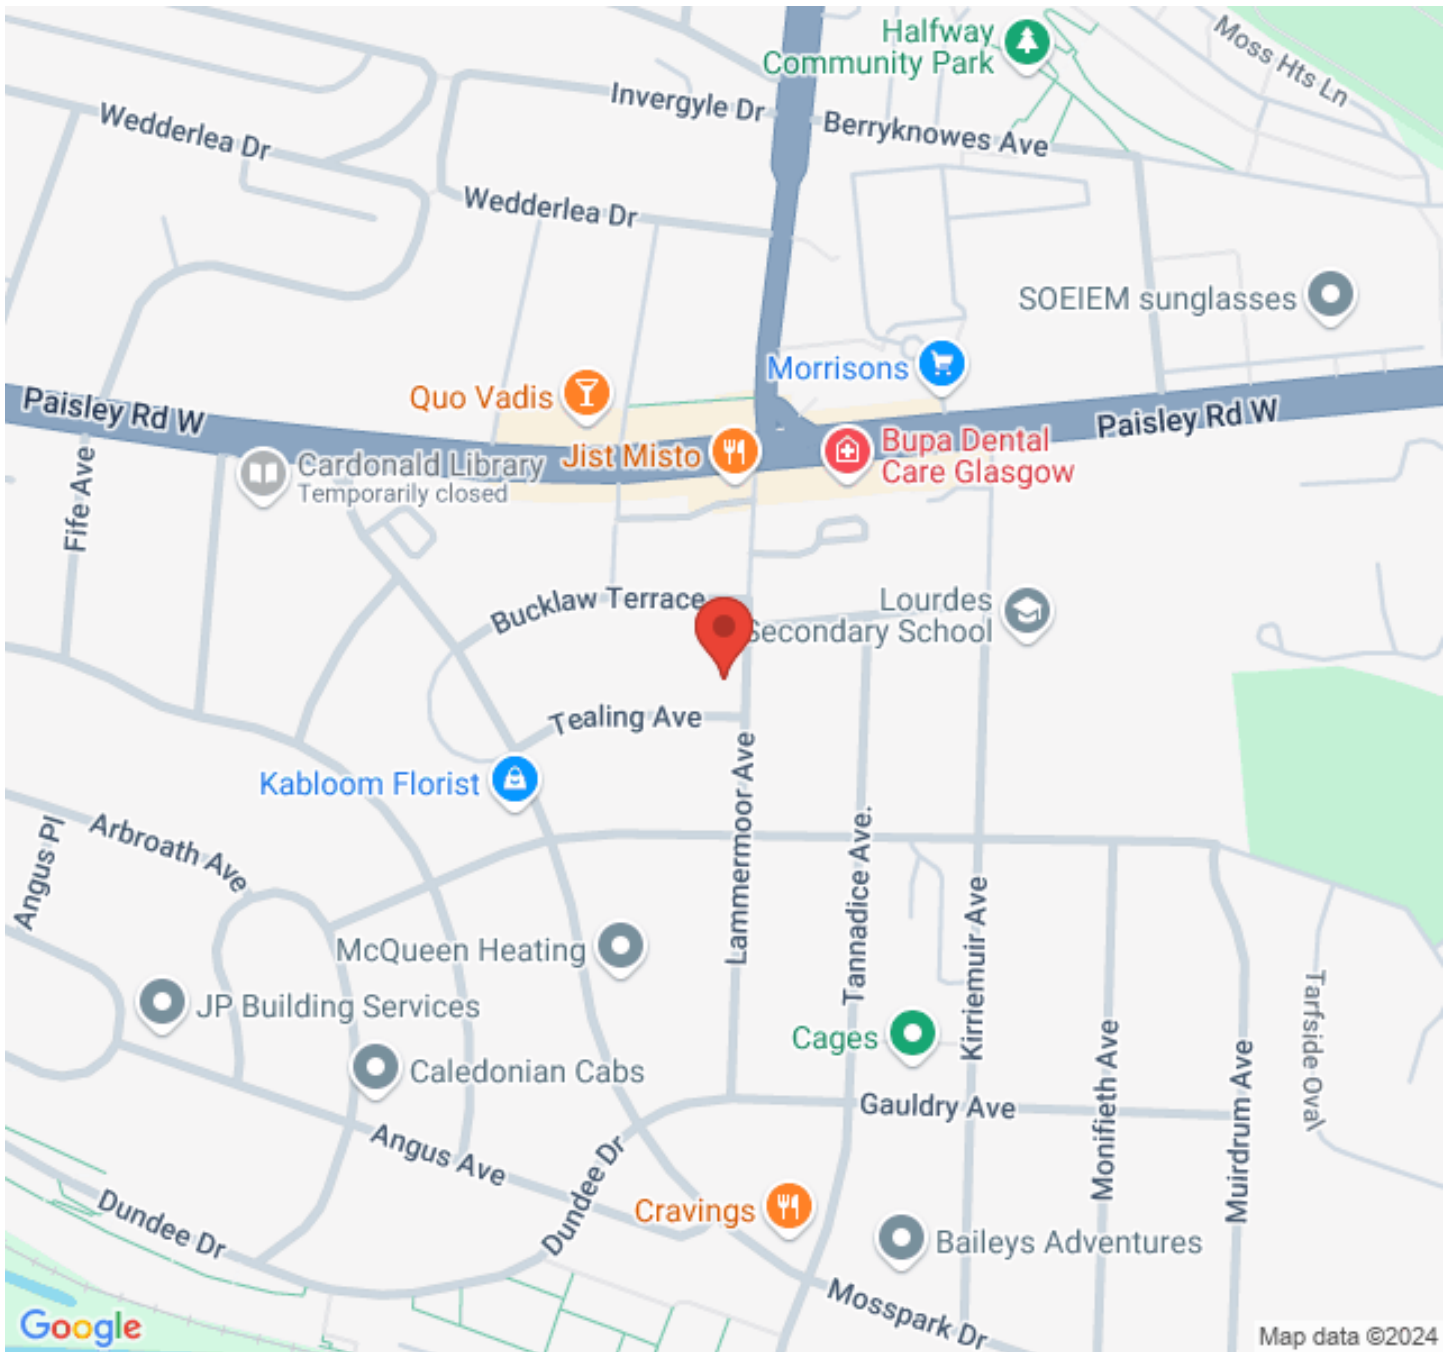 Halfway
Community Park
Moss Hts Ln
Invergyle Dr
Berryknowes Ave
Wedderlea Dr
Wedderlea Dr
SOEIEM sunglasses
Morrisons
Quo Vadis
Paisley Rd W
Paisley Rd W
Jist Misto
Bupa Dental
Care Glasgow
Cardonald Library
Temporarily closed
Fife Ave
Bucklaw Terrace
Lourdes
Secondary School
Tealing Ave
Kabloom Florist
Lammermoor Ave
Arbroath Ave
Angus Pl
Tannadice Ave.
Kirriemuir Ave
McQueen Heating
JP Building Services
Cages
Tarfside Oval
Caledonian Cabs
Gauldry Ave
Monifieth Ave
Muirdrum Ave
Angus Ave
Dundee Dr
Dundee Dr
Cravings
Baileys Adventures
Mosspark Dr
Google
Map data ©2024